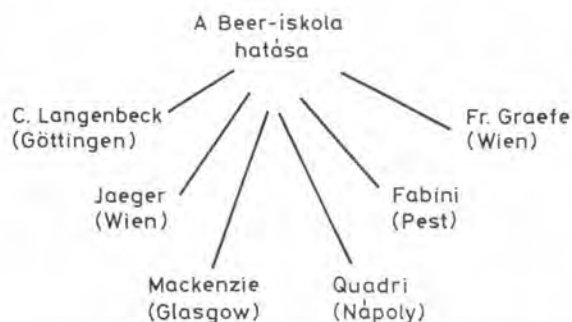 A Beer-iskola
hatása
C. Langenbeck
(Göttingen)
Fr. Graefe
(Wien)
Jaeger
(Wien)
Fabini
(Pest)
Mackenzie
(Glasgow)
Quadri
(Nápoly)